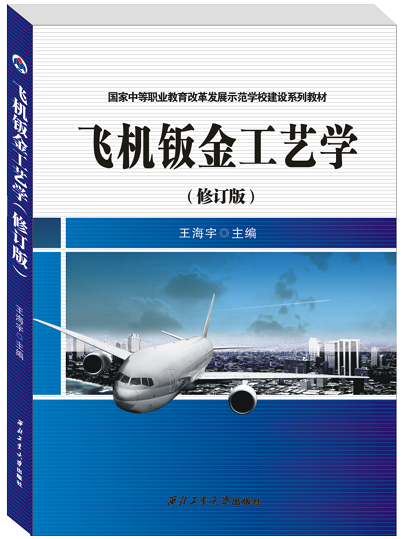 国家中等职业教育改革发展示范学校建设系列教材
飞机钣金工艺学
（修订版）
王海宇 主编
西北工业大学出版社
飞机钣金工艺学（修订版）
王海宇 主编